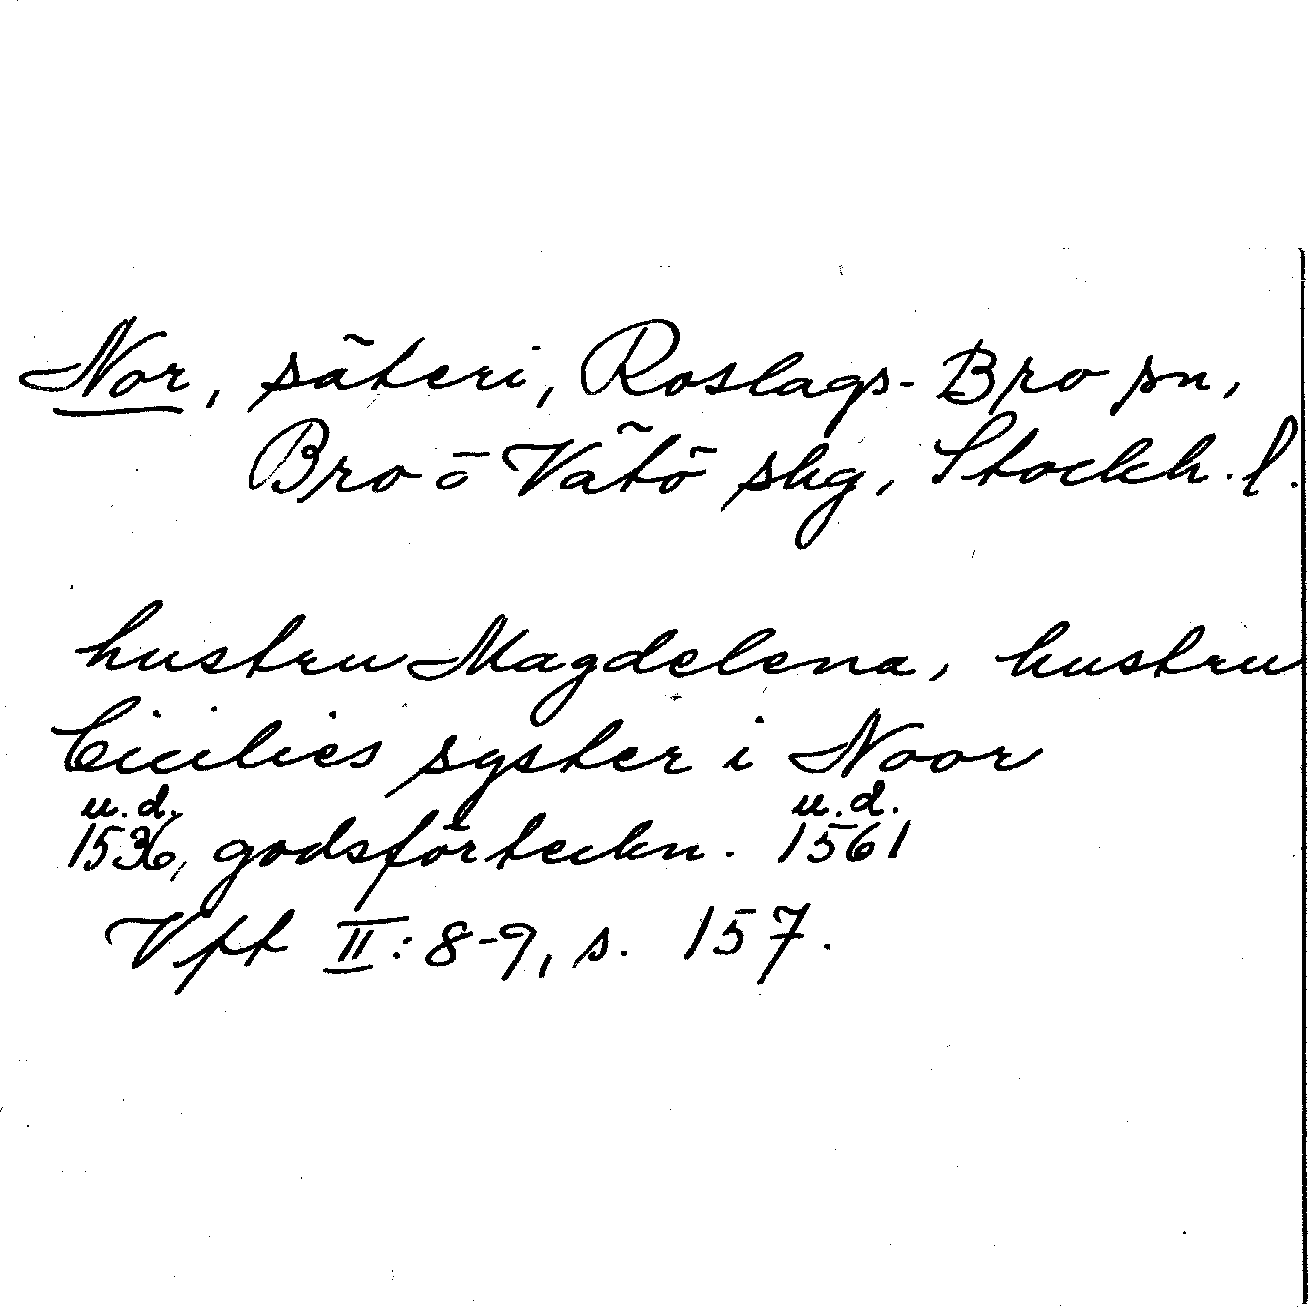 Nor, säteri, Roslags-Bro sn,
Bro o Vätö skg, Stockh. l.
hustru Magdelena, hustru
Cicilies syster i Noor
u.d. u.d.
1536, godsförteckn. 1561
Vft II: 8-9, s. 157.